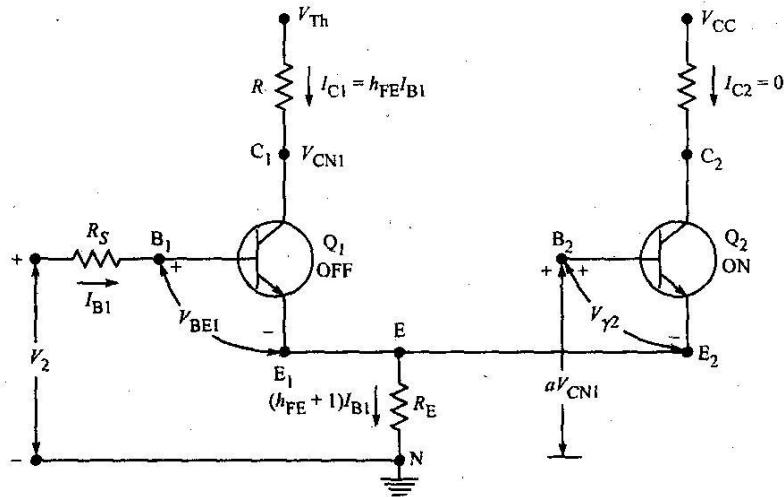 V_Th
V_CC
R
I_C1 = h_FE I_B1
I_C2 = 0
C_1
V_CN1
C_2
R_S
B_1
Q_1
OFF
B_2
Q_2
ON
+
+
+
+
I_B1
V_BE1
V_γ2
−
−
E
E_1
E_2
V_2
(h_FE + 1)I_B1
R_E
aV_CN1
−
N